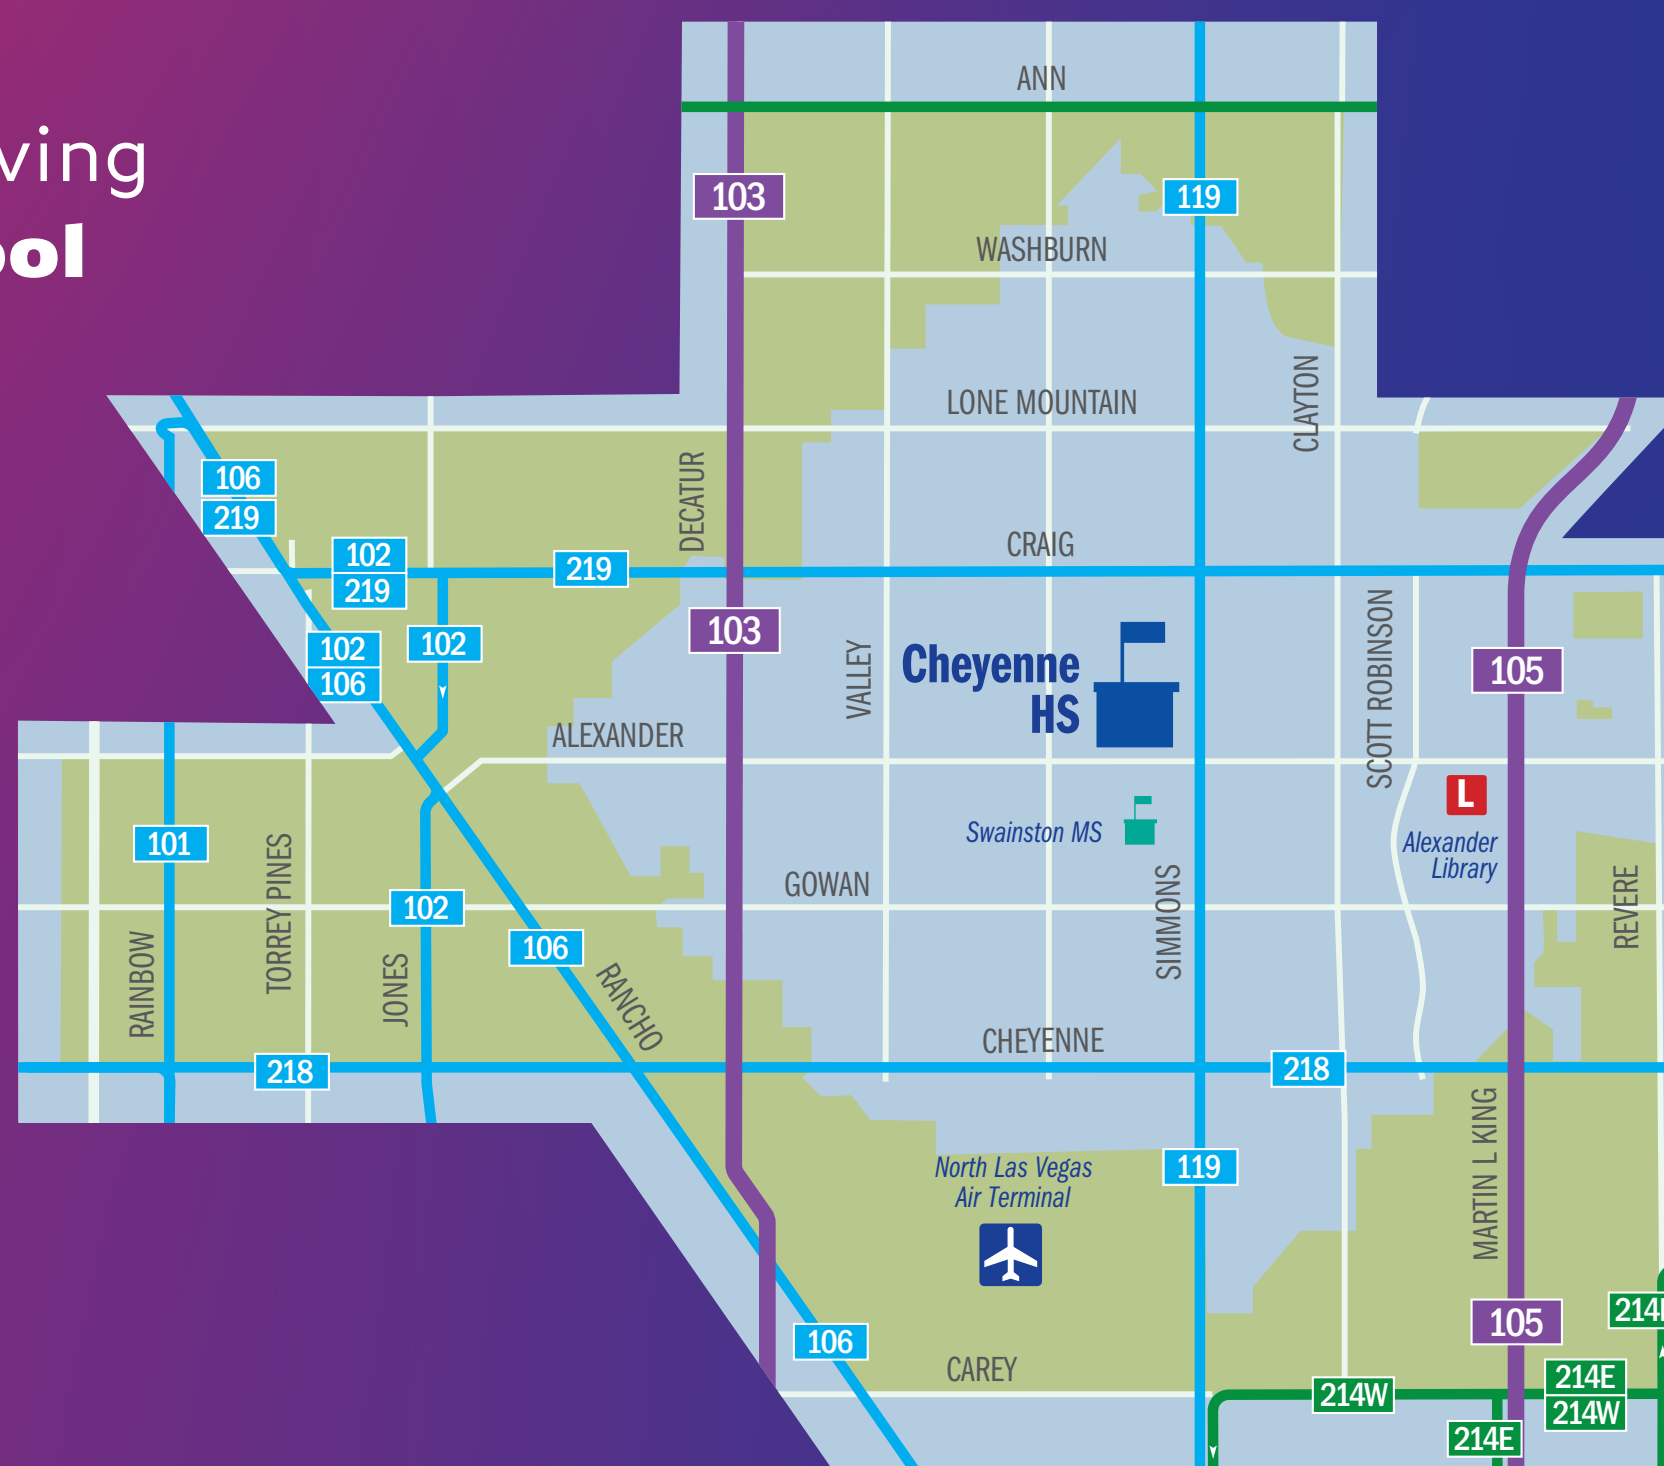 ANN
103
119
WASHBURN
CLAYTON
LONE MOUNTAIN
DECATUR
106
219
102
219
219
CRAIG
102
106
102
103
VALLEY
Cheyenne
HS
SCOTT ROBINSON
105
ALEXANDER
L
Alexander
Library
Swainston MS
101
TORREY PINES
GOWAN
SIMMONS
REVERE
102
106
RAINBOW
JONES
RANCHO
CHEYENNE
218
218
MARTIN L KING
North Las Vegas
Air Terminal
119
105
106
CAREY
214W
214E
214W
214E